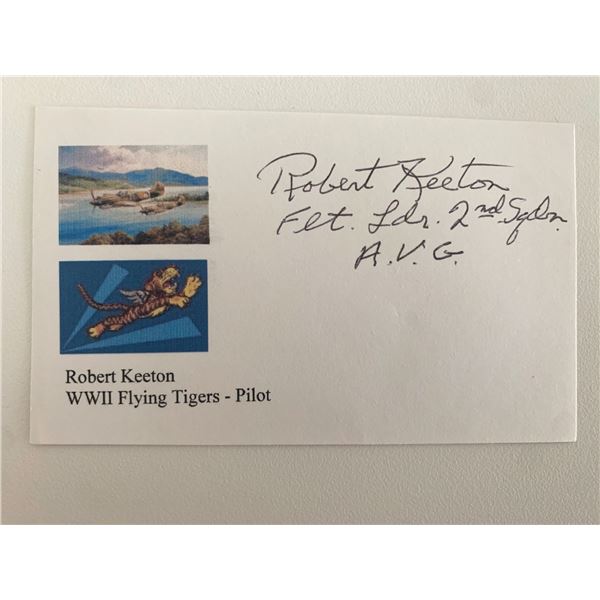 Robert Keeton
Flt. Ldr. 2nd Sqdn.
A.V.G.
Robert Keeton
WWII Flying Tigers - Pilot